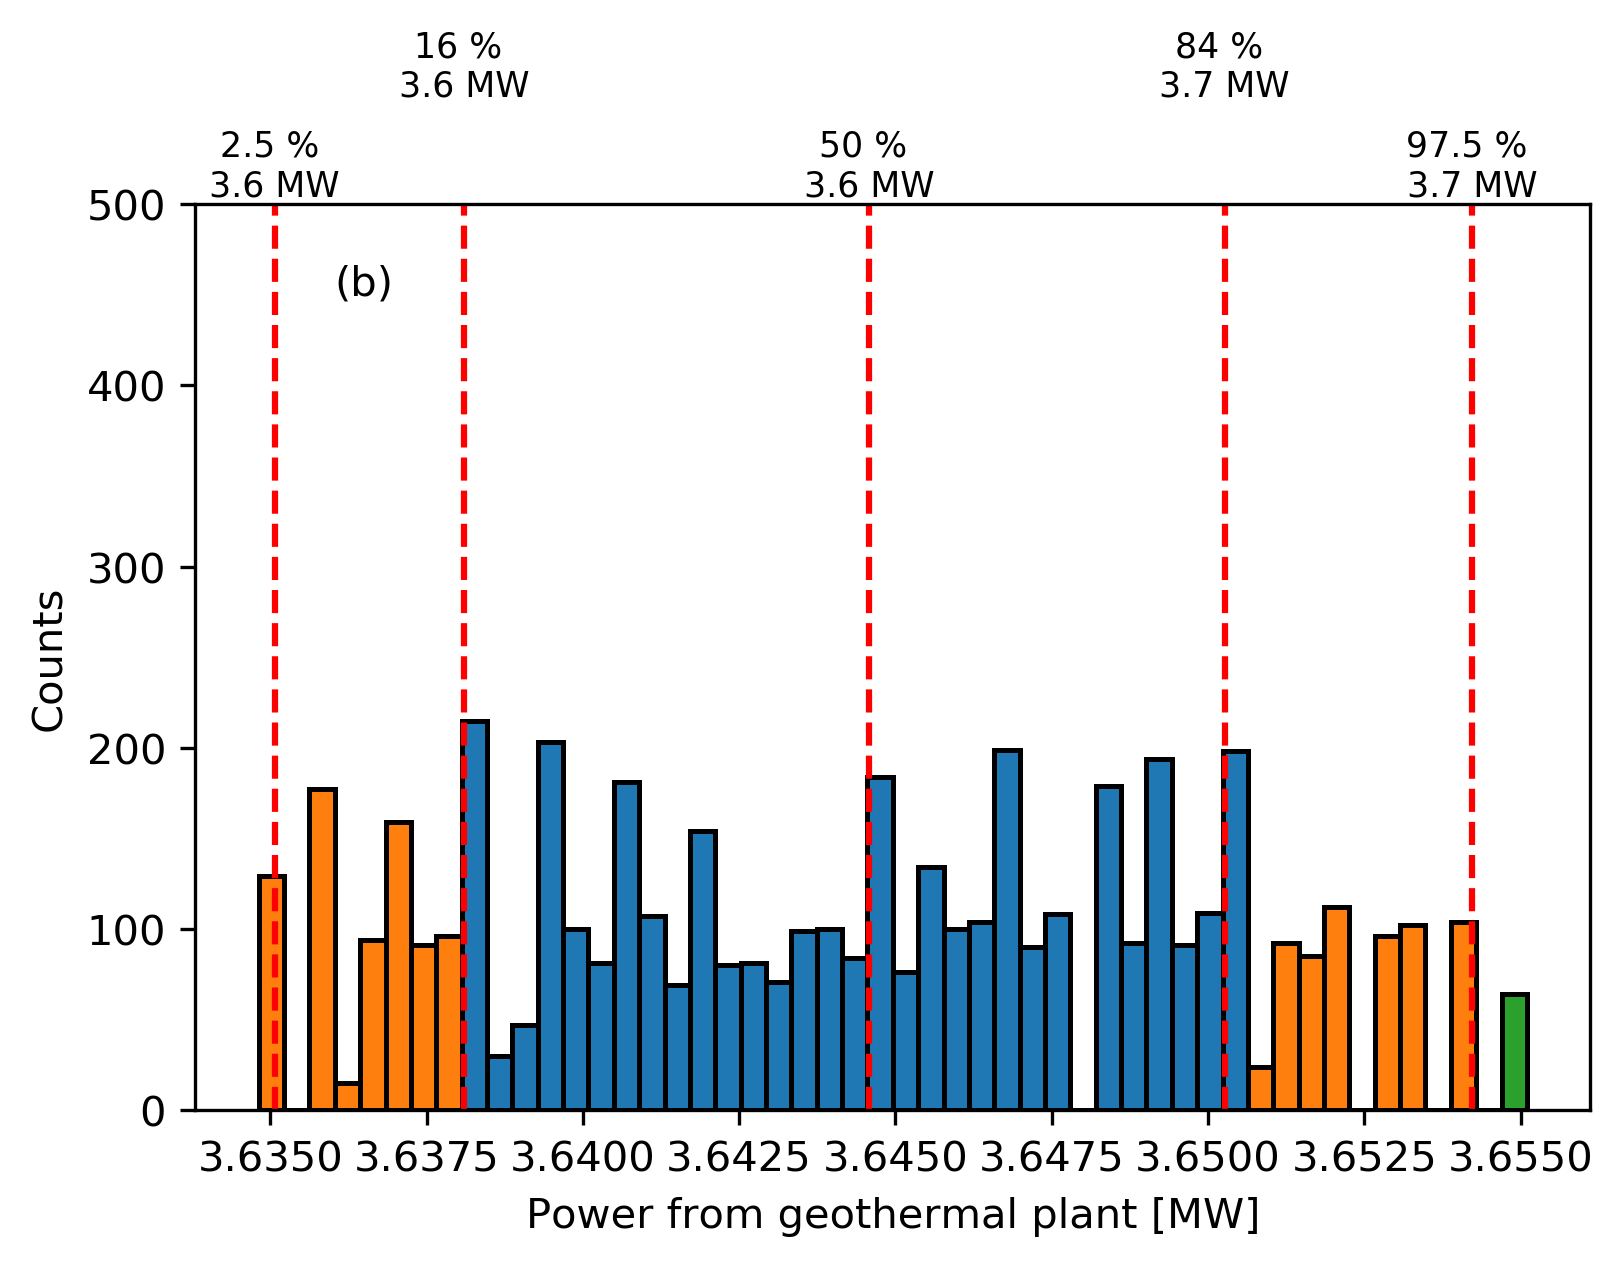 16 %
3.6 MW
84 %
3.7 MW
2.5 %
3.6 MW
50 %
3.6 MW
97.5 %
3.7 MW
(b)
500
400
300
200
100
0
Counts
3.6350 3.6375 3.6400 3.6425 3.6450 3.6475 3.6500 3.6525 3.6550
Power from geothermal plant [MW]